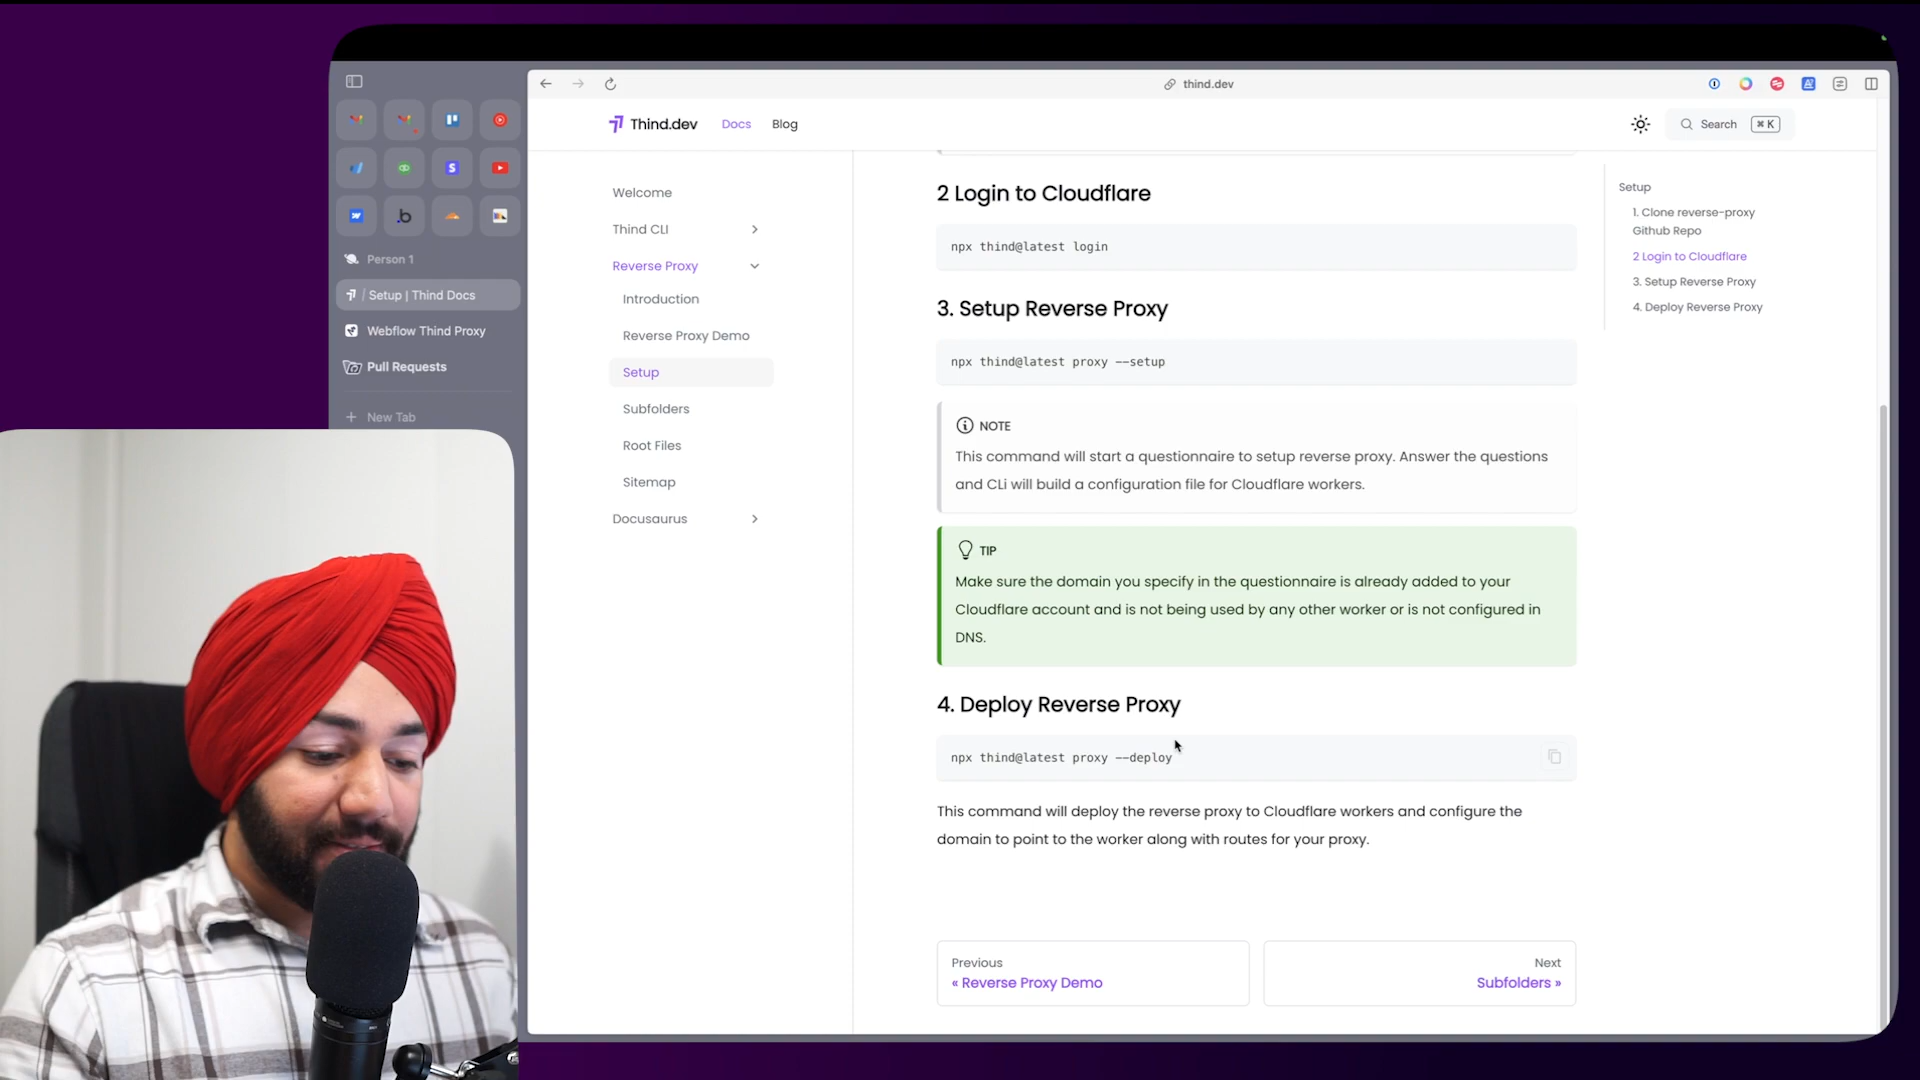 thind.dev
Thind.dev
Docs
Blog
Search
⌘ K
Person 1
/ Setup | Thind Docs
Webflow Thind Proxy
Pull Requests
+ New Tab
Welcome
Thind CLI
Reverse Proxy
Introduction
Reverse Proxy Demo
Setup
Subfolders
Root Files
Sitemap
Docusaurus
2 Login to Cloudflare
npx thind@latest login
3. Setup Reverse Proxy
npx thind@latest proxy --setup
NOTE
This command will start a questionnaire to setup reverse proxy. Answer the questions
and CLi will build a configuration file for Cloudflare workers.
TIP
Make sure the domain you specify in the questionnaire is already added to your
Cloudflare account and is not being used by any other worker or is not configured in
DNS.
4. Deploy Reverse Proxy
npx thind@latest proxy --deploy
This command will deploy the reverse proxy to Cloudflare workers and configure the
domain to point to the worker along with routes for your proxy.
Previous
« Reverse Proxy Demo
Next
Subfolders »
Setup
1. Clone reverse-proxy
Github Repo
2 Login to Cloudflare
3. Setup Reverse Proxy
4. Deploy Reverse Proxy